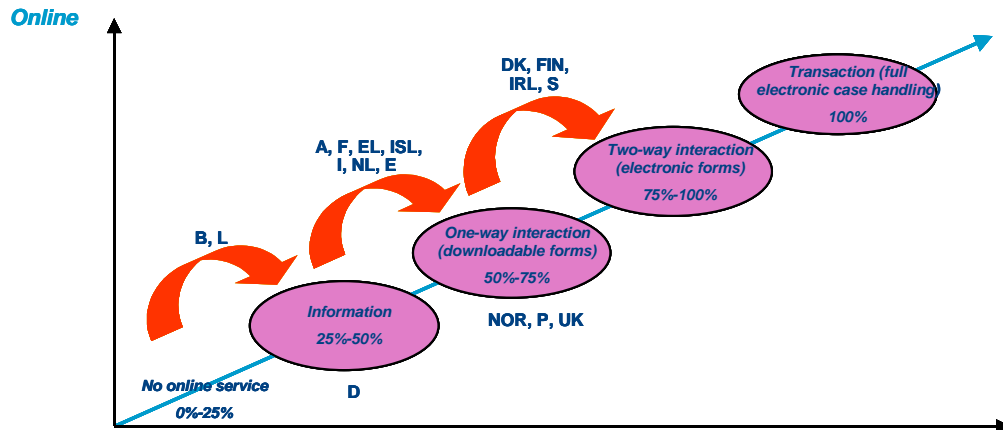 Online
DK, FIN,
IRL, S
Transaction (full
electronic case handling)
100%
A, F, EL, ISL,
I, NL, E
Two-way interaction
(electronic forms)
75%-100%
B, L
One-way interaction
(downloadable forms)
50%-75%
Information
25%-50%
NOR, P, UK
No online service
0%-25%
D